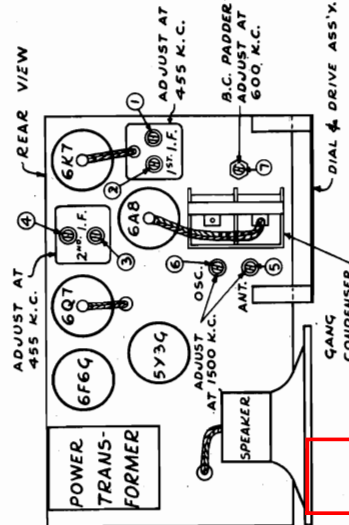 REAR VIEW
ADJUST AT
455 K.C.
B.C. PADDER
ADJUST AT
600 K.C.
DIAL & DRIVE ASS'Y.
6K7
1
2
1ST. I.F.
7
4
2ND. I.F.
3
6A8
ADJUST AT
455 K.C.
6Q7
6
OSC.
ANT.
5
ADJUST
AT 1500 K.C.
GANG
CONDENSER
6F6G
5Y3G
POWER
TRANS-
FORMER
SPEAKER